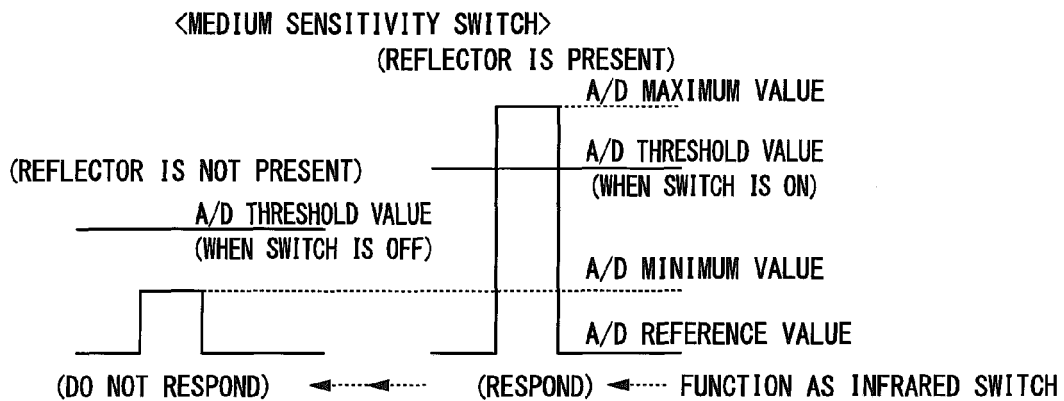 <MEDIUM SENSITIVITY SWITCH>
(REFLECTOR IS PRESENT)
A/D MAXIMUM VALUE
(REFLECTOR IS NOT PRESENT)
A/D THRESHOLD VALUE
(WHEN SWITCH IS ON)
A/D THRESHOLD VALUE
(WHEN SWITCH IS OFF)
A/D MINIMUM VALUE
A/D REFERENCE VALUE
(DO NOT RESPOND) (RESPOND) FUNCTION AS INFRARED SWITCH